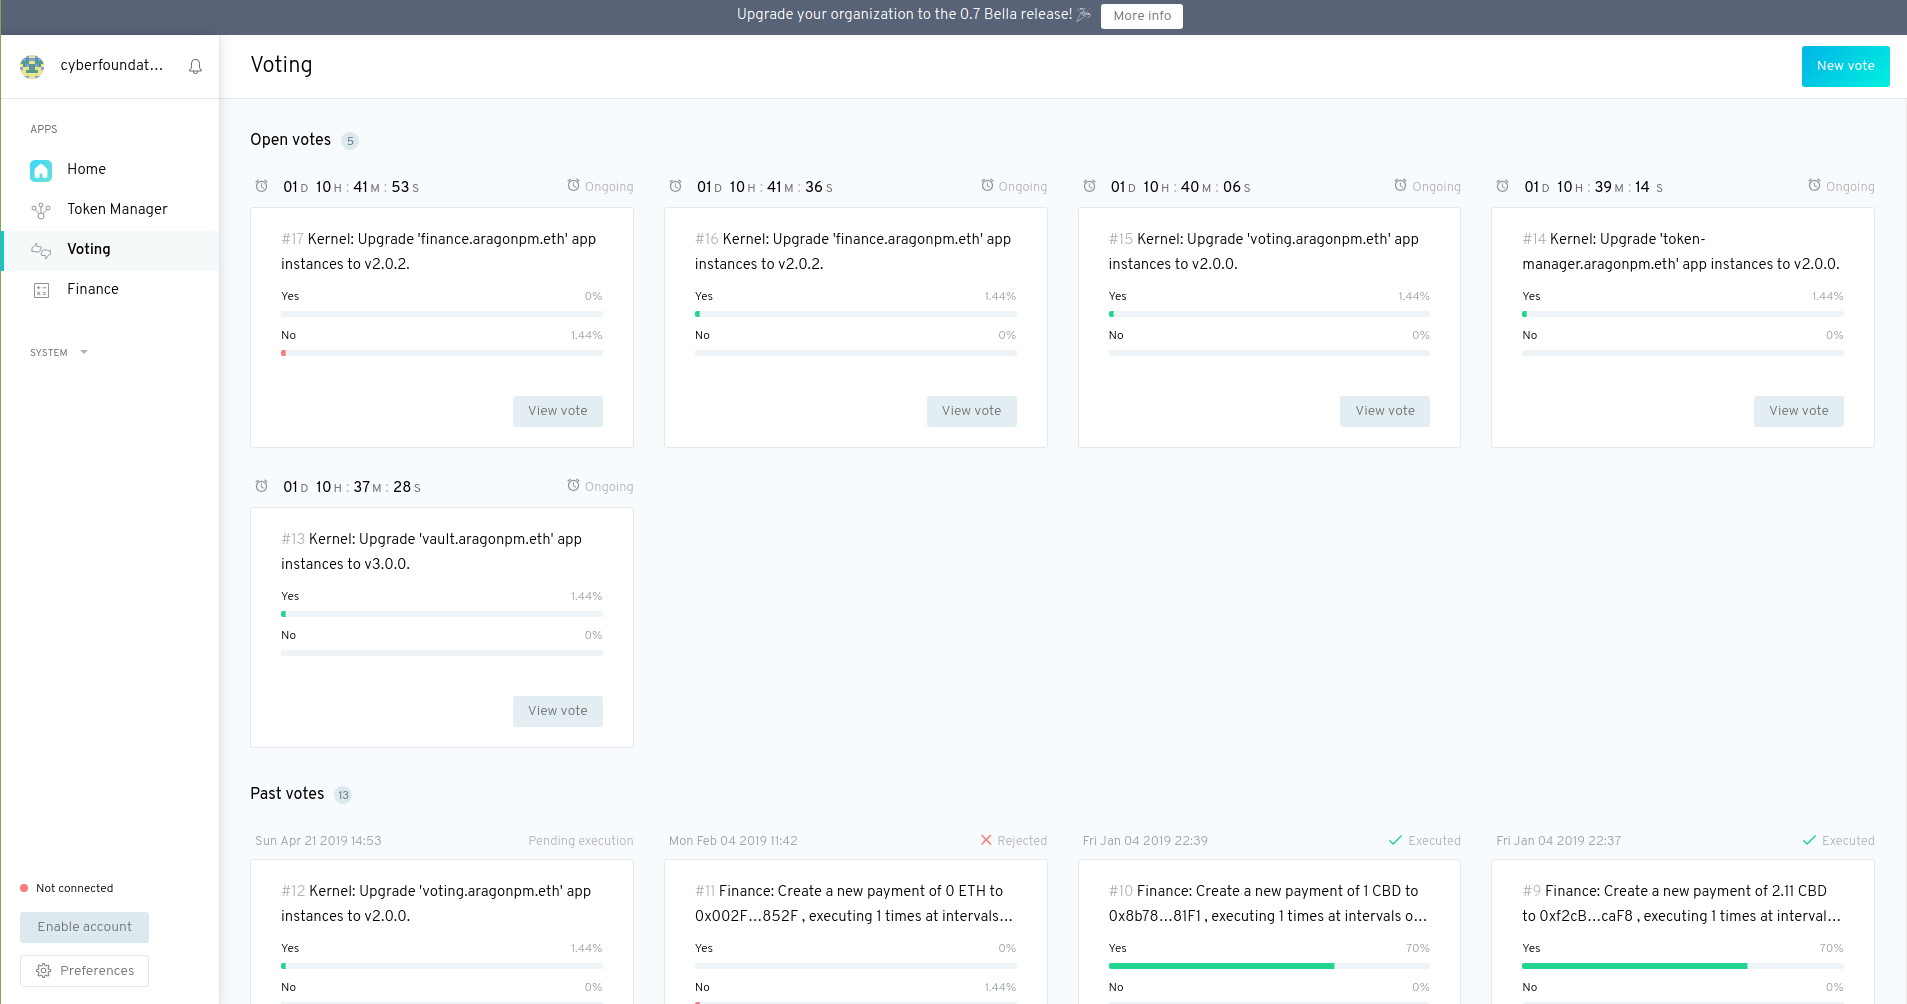 Upgrade your organization to the 0.7 Bella release! 🎉 More info
cyberfoundat...
Voting
New vote
APPS
Home
Token Manager
Voting
Finance
SYSTEM
Not connected
Enable account
Preferences
Open votes 5
01 D 10 H : 41 M : 53 S Ongoing
#17 Kernel: Upgrade 'finance.aragonpm.eth' app
instances to v2.0.2.
Yes 0%
No 1.44%
View vote
01 D 10 H : 41 M : 36 S Ongoing
#16 Kernel: Upgrade 'finance.aragonpm.eth' app
instances to v2.0.2.
Yes 1.44%
No 0%
View vote
01 D 10 H : 40 M : 06 S Ongoing
#15 Kernel: Upgrade 'voting.aragonpm.eth' app
instances to v2.0.0.
Yes 1.44%
No 0%
View vote
01 D 10 H : 39 M : 14 S Ongoing
#14 Kernel: Upgrade 'token-
manager.aragonpm.eth' app instances to v2.0.0.
Yes 1.44%
No 0%
View vote
01 D 10 H : 37 M : 28 S Ongoing
#13 Kernel: Upgrade 'vault.aragonpm.eth' app
instances to v3.0.0.
Yes 1.44%
No 0%
View vote
Past votes 13
Sun Apr 21 2019 14:53 Pending execution
#12 Kernel: Upgrade 'voting.aragonpm.eth' app
instances to v2.0.0.
Yes 1.44%
No 0%
Mon Feb 04 2019 11:42 Rejected
#11 Finance: Create a new payment of 0 ETH to
0x002F...852F , executing 1 times at intervals...
Yes 0%
No 1.44%
Fri Jan 04 2019 22:39 Executed
#10 Finance: Create a new payment of 1 CBD to
0x8b78...81F1 , executing 1 times at intervals o...
Yes 70%
No 0%
Fri Jan 04 2019 22:37 Executed
#9 Finance: Create a new payment of 2.11 CBD
to 0xf2cB...caF8 , executing 1 times at interval...
Yes 70%
No 0%